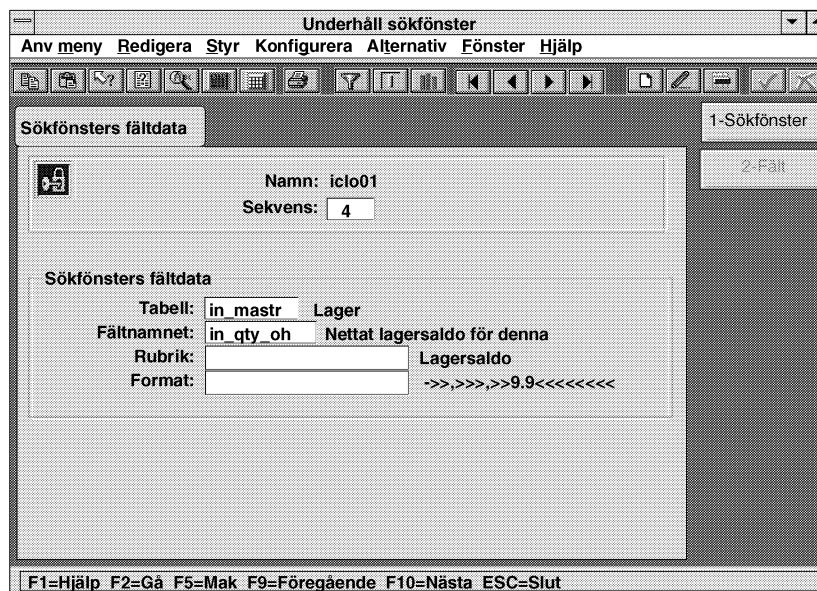 Underhåll sökfönster
Anv meny Redigera Styr Konfigurera Alternativ Fönster Hjälp
Sökfönsters fältdata
1-Sökfönster
2-Fält
Namn: iclo01
Sekvens: 4
Sökfönsters fältdata
Tabell: in_mastr Lager
Fältnamnet: in_qty_oh Nettat lagersaldo för denna
Rubrik: Lagersaldo
Format: ->>,>>>,>>9.9<<<<<<<<
F1=Hjälp F2=Gå F5=Mak F9=Föregående F10=Nästa ESC=Slut